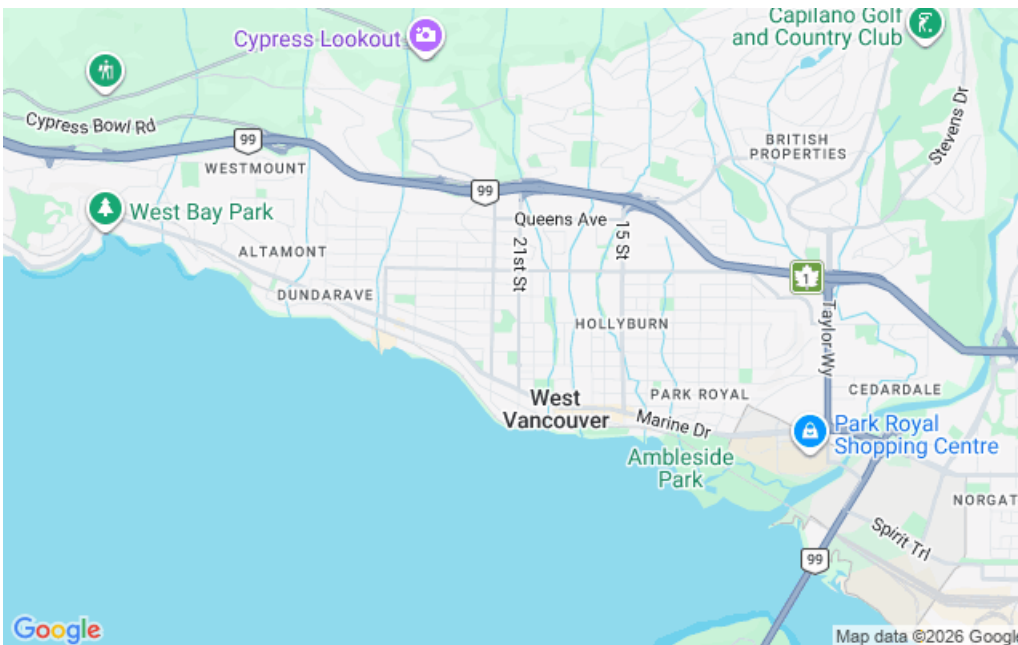 Capilano Golf
and Country Club
Cypress Lookout
Stevens Dr
Cypress Bowl Rd
99
BRITISH
PROPERTIES
WESTMOUNT
99
West Bay Park
Queens Ave
15 St
21st St
ALTAMONT
1
DUNDARAVE
Taylor Wy
HOLLYBURN
CEDARDALE
PARK ROYAL
West
Vancouver
Marine Dr
Park Royal
Shopping Centre
Ambleside
Park
NORGAT
Spirit Trl
99
Google
Map data ©2026 Google